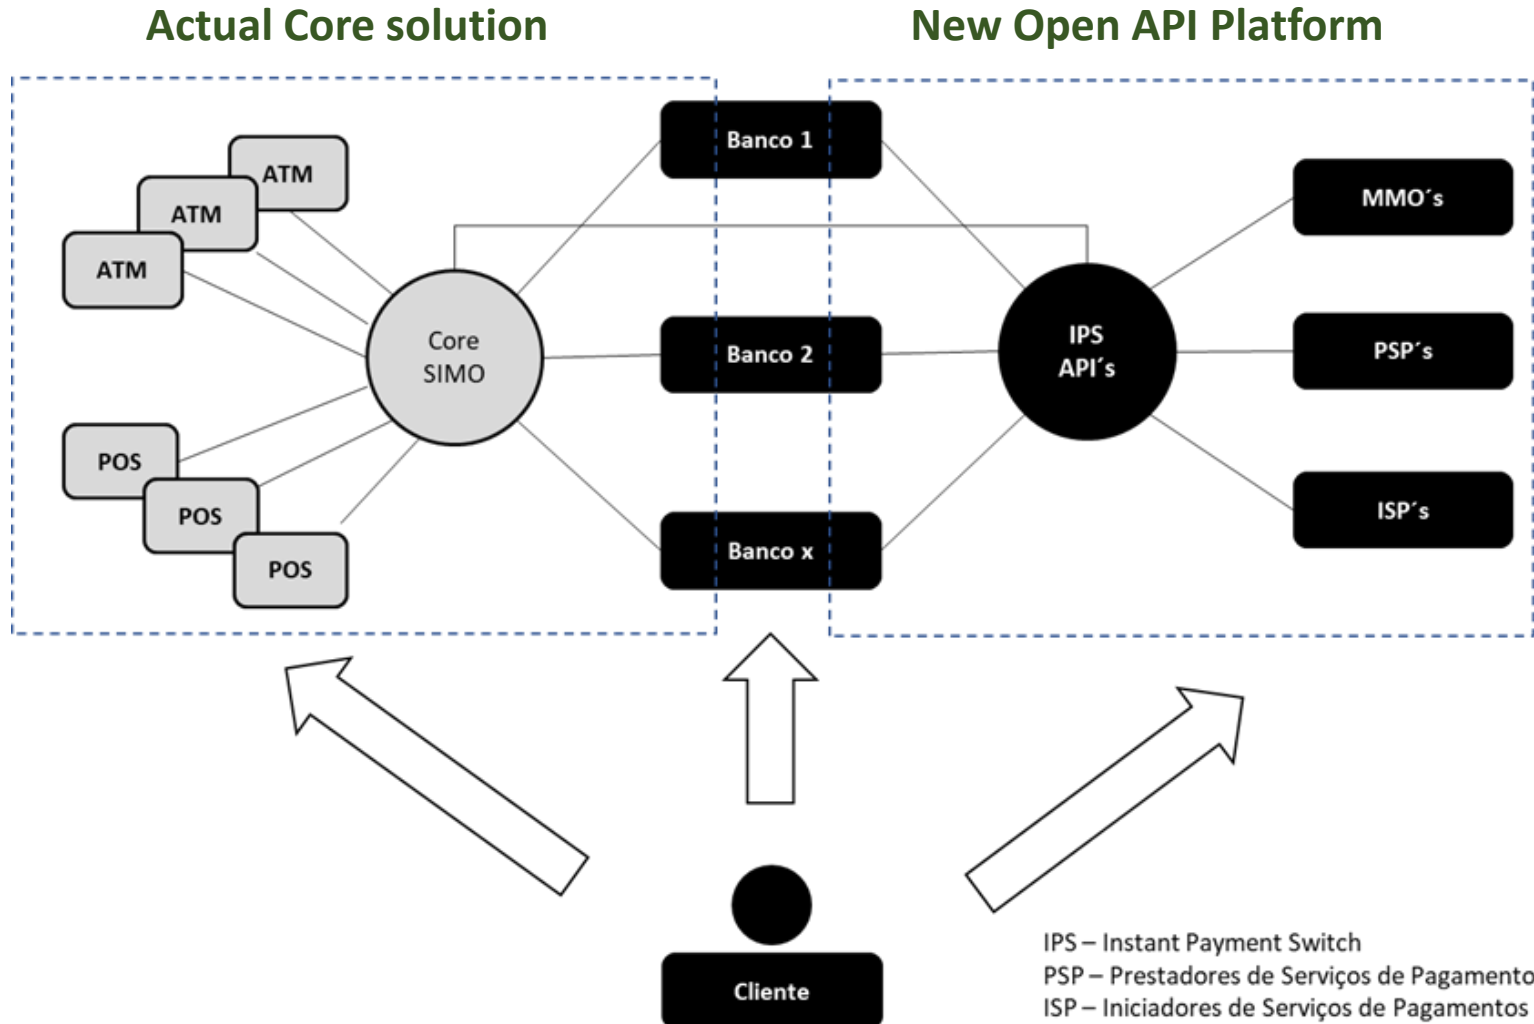 Actual Core solution
New Open API Platform
ATM
ATM
ATM
POS
POS
POS
Core
SIMO
Banco 1
Banco 2
Banco x
IPS
API´s
MMO´s
PSP´s
ISP´s
Cliente
IPS – Instant Payment Switch
PSP – Prestadores de Serviços de Pagamento
ISP – Iniciadores de Serviços de Pagamentos